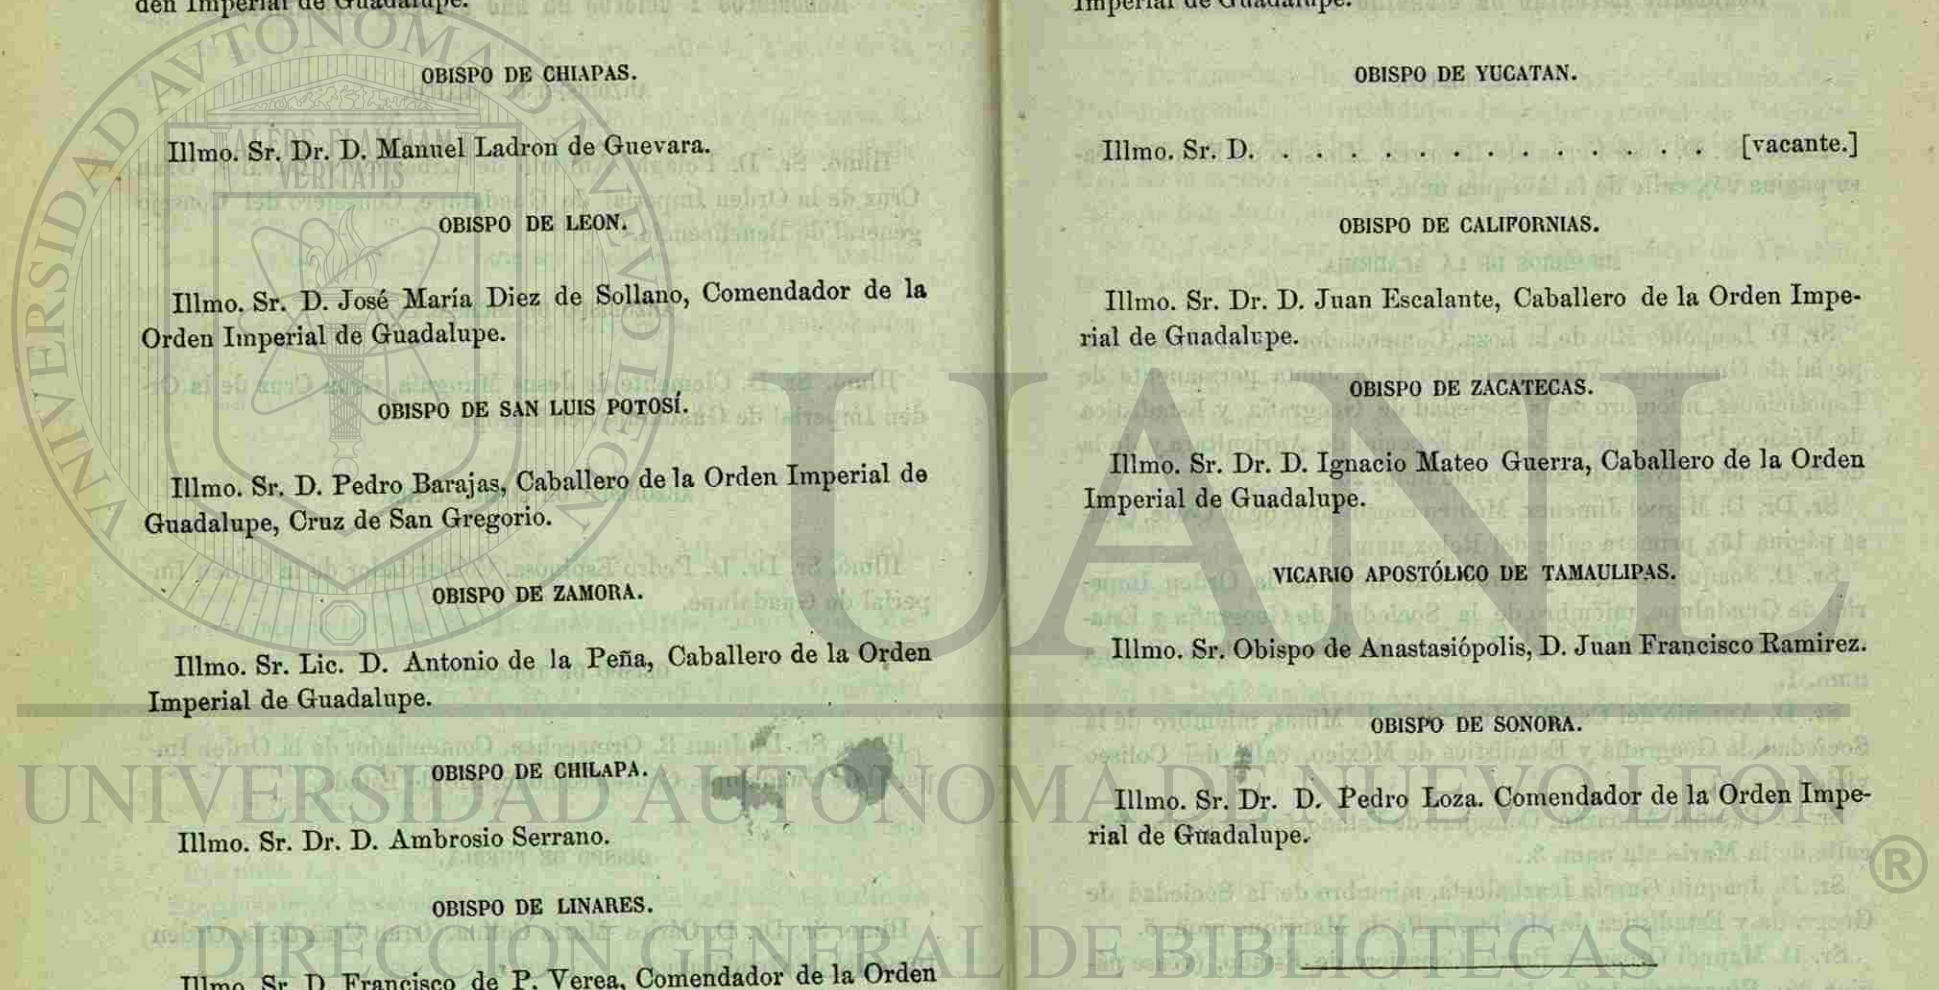 den Imperial de Guadalupe.
OBISPO DE CHIAPAS.
Illmo. Sr. Dr. D. Manuel Ladron de Guevara.
OBISPO DE LEON.
Illmo. Sr. D. José María Diez de Sollano, Comendador de la
Orden Imperial de Guadalupe.
OBISPO DE SAN LUIS POTOSÍ.
Illmo. Sr. D. Pedro Barajas, Caballero de la Orden Imperial de
Guadalupe, Cruz de San Gregorio.
OBISPO DE ZAMORA.
Illmo. Sr. Lic. D. Antonio de la Peña, Caballero de la Orden
Imperial de Guadalupe.
OBISPO DE CHILAPA.
Illmo. Sr. Dr. D. Ambrosio Serrano.
OBISPO DE LINARES.
Illmo. Sr. D. Francisco de P. Verea, Comendador de la Orden
Imperial de Guadalupe.
OBISPO DE YUCATAN.
Illmo. Sr. D. . . . . . . . . . . . . . . [vacante.]
OBISPO DE CALIFORNIAS.
Illmo. Sr. Dr. D. Juan Escalante, Caballero de la Orden Impe-
rial de Guadalupe.
OBISPO DE ZACATECAS.
Illmo. Sr. Dr. D. Ignacio Mateo Guerra, Caballero de la Orden
Imperial de Guadalupe.
VICARIO APOSTÓLICO DE TAMAULIPAS.
Illmo. Sr. Obispo de Anastasiópolis, D. Juan Francisco Ramirez.
OBISPO DE SONORA.
Illmo. Sr. Dr. D. Pedro Loza. Comendador de la Orden Impe-
rial de Guadalupe.
UNIVERSIDAD AUTONOMA DE NUEVO LEON
ALERE FLAMMAM
VERITATIS
UANL
UNIVERSIDAD AUTÓNOMA DE NUEVO LEÓN
®
DIRECCIÓN GENERAL DE BIBLIOTECAS